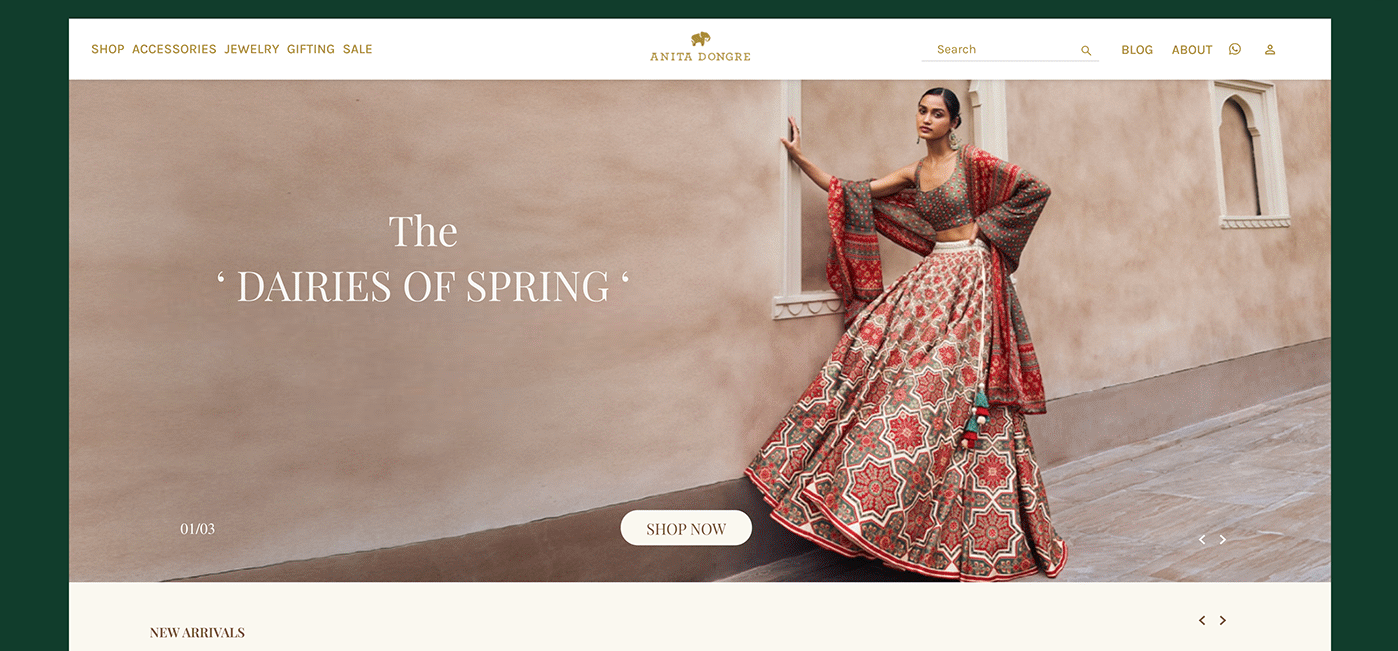 SHOP ACCESSORIES JEWELRY GIFTING SALE
ANITA DONGRE
Search
BLOG ABOUT
The
‘ DAIRIES OF SPRING ‘
01/03
SHOP NOW
NEW ARRIVALS